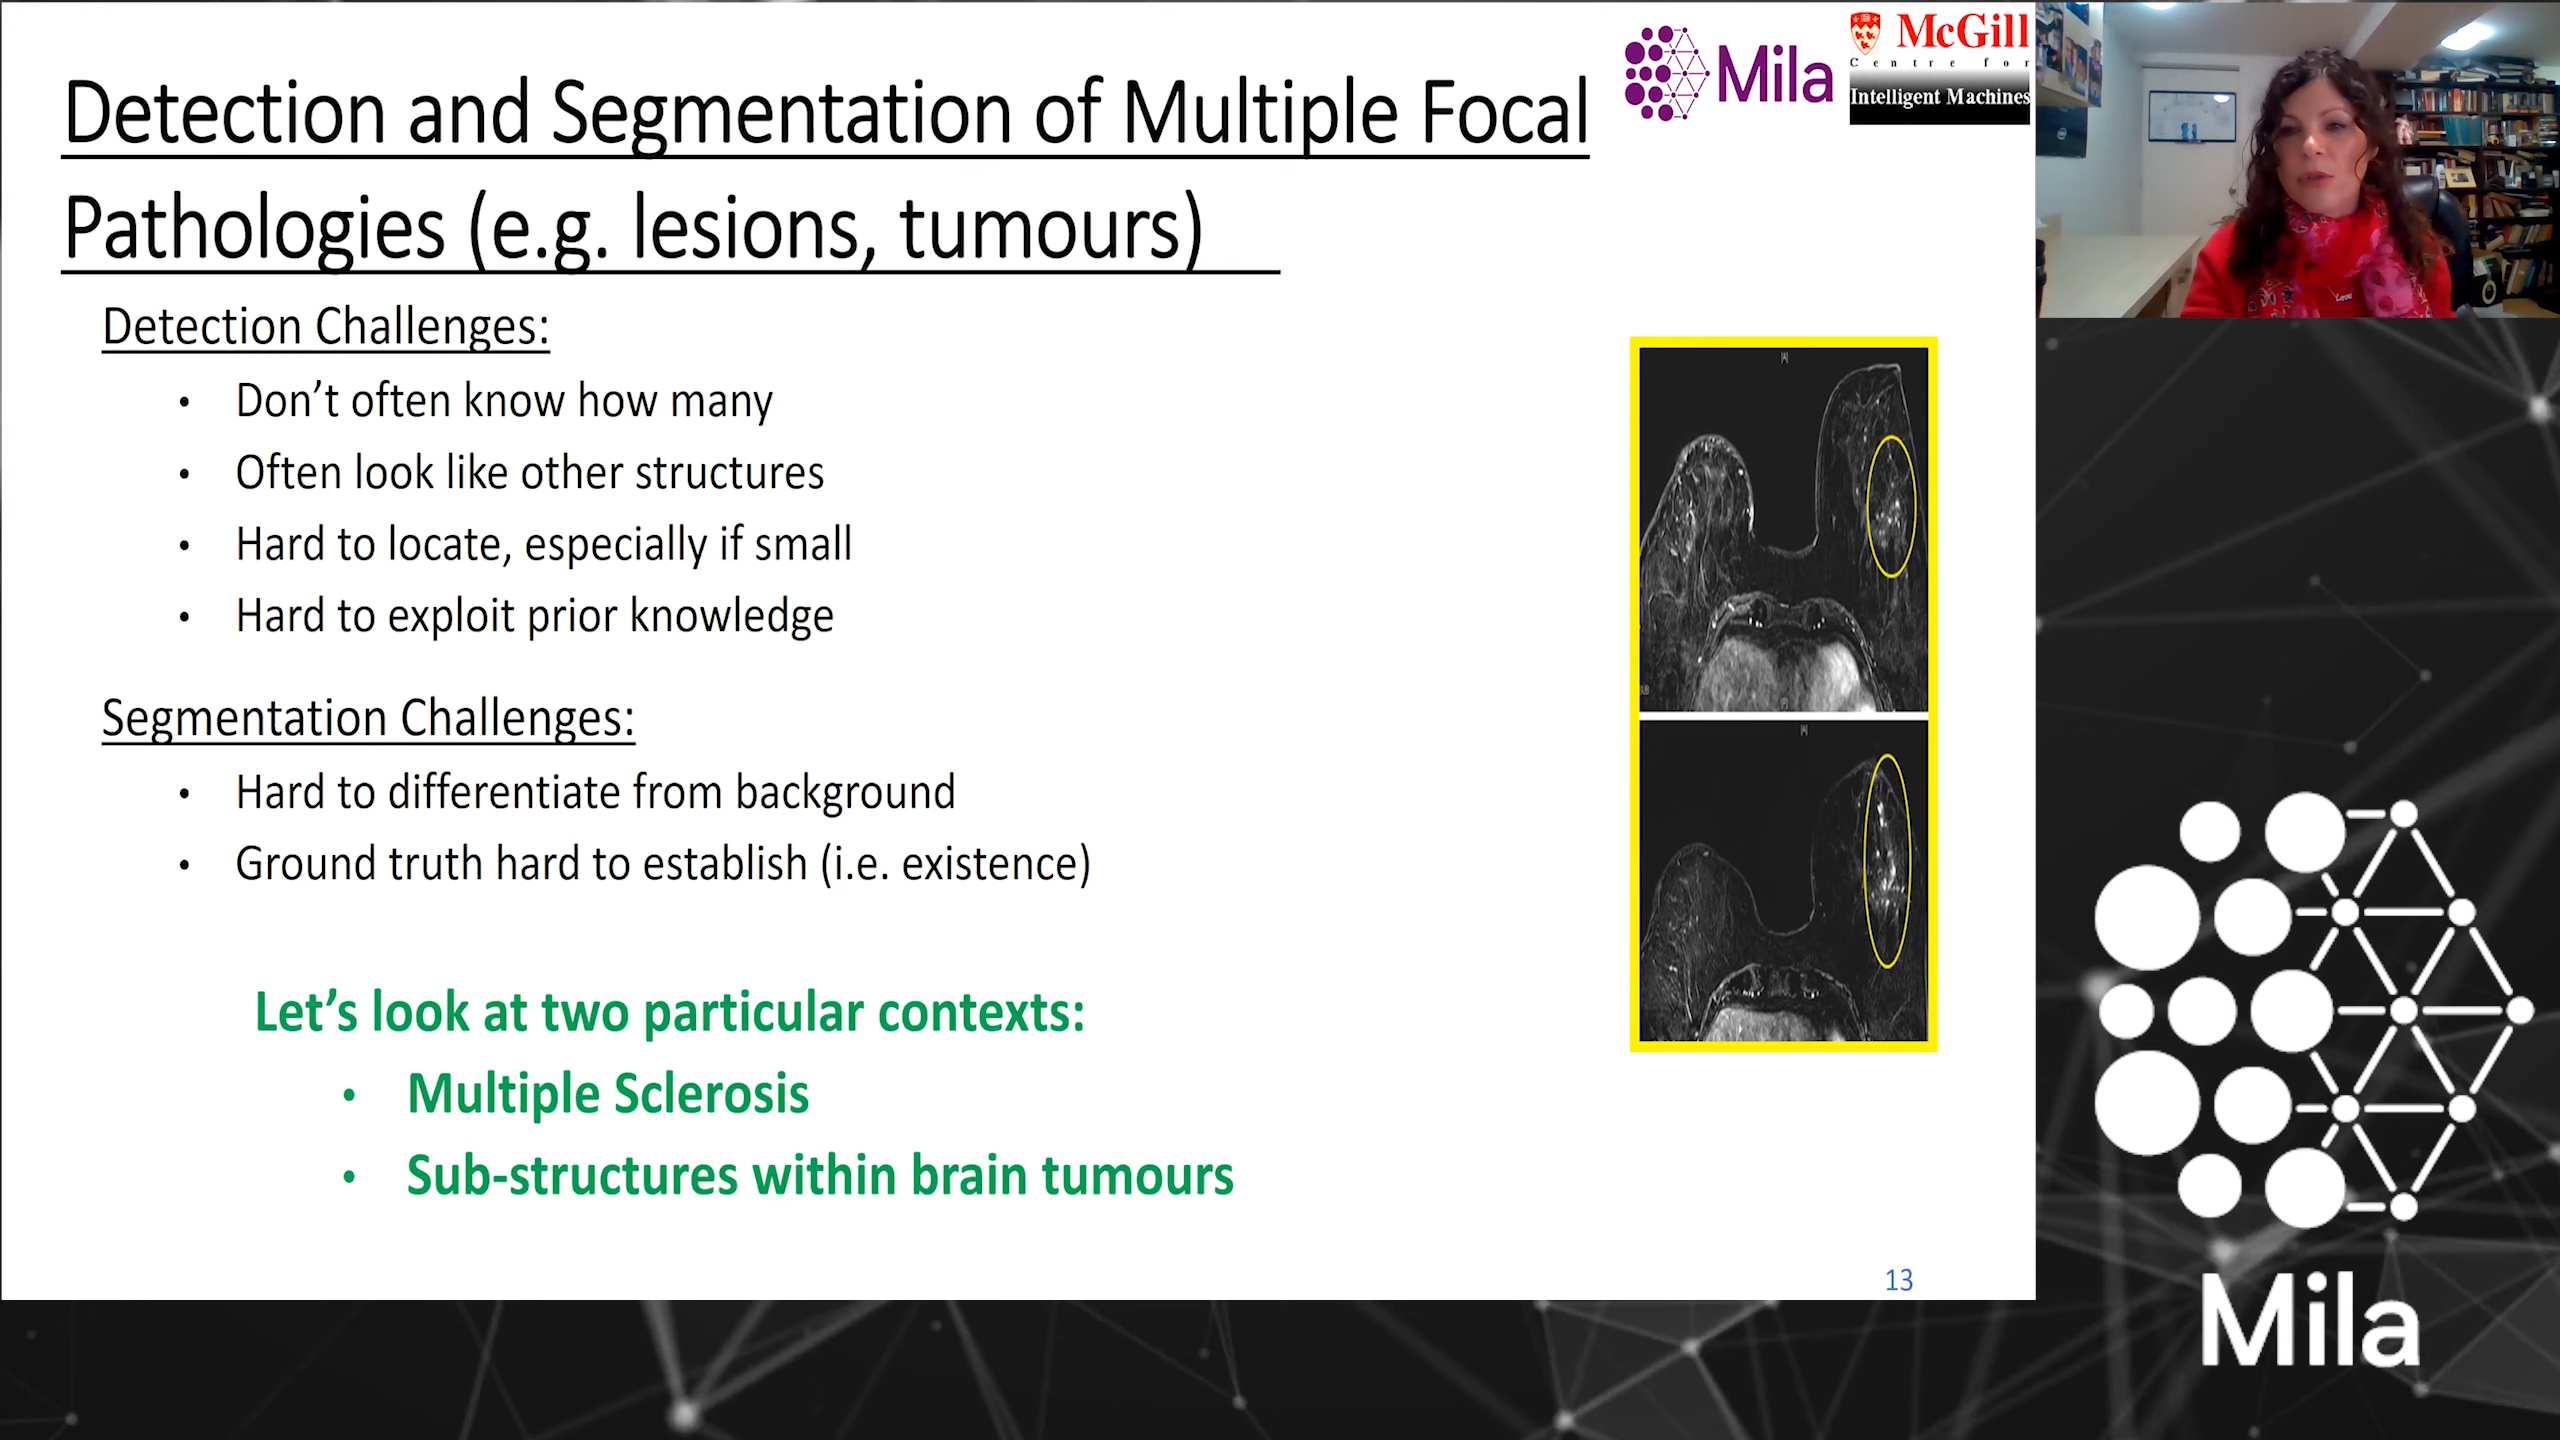 Detection and Segmentation of Multiple Focal
Pathologies (e.g. lesions, tumours)
Mila
McGill
Centre for
Intelligent Machines
Detection Challenges:
• Don’t often know how many
• Often look like other structures
• Hard to locate, especially if small
• Hard to exploit prior knowledge
Segmentation Challenges:
• Hard to differentiate from background
• Ground truth hard to establish (i.e. existence)
[A]
[A]
Let’s look at two particular contexts:
• Multiple Sclerosis
• Sub-structures within brain tumours
13
Mila